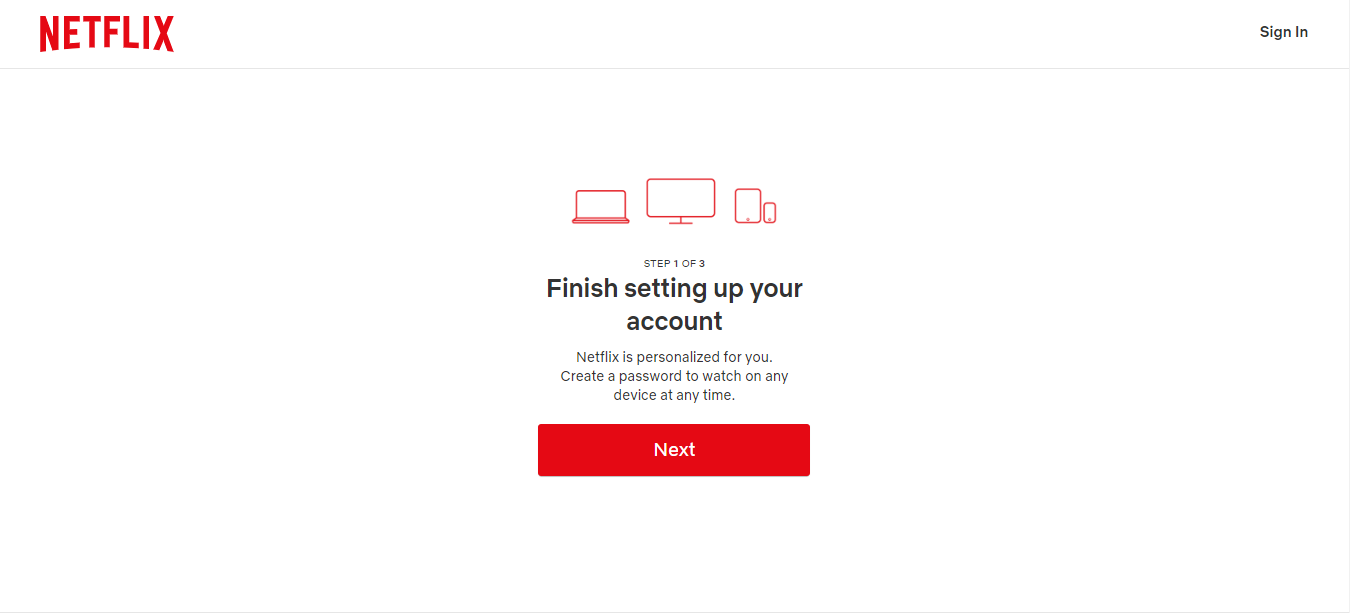 NETFLIX
Sign In
STEP 1 OF 3
Finish setting up your
account
Netflix is personalized for you.
Create a password to watch on any
device at any time.
Next